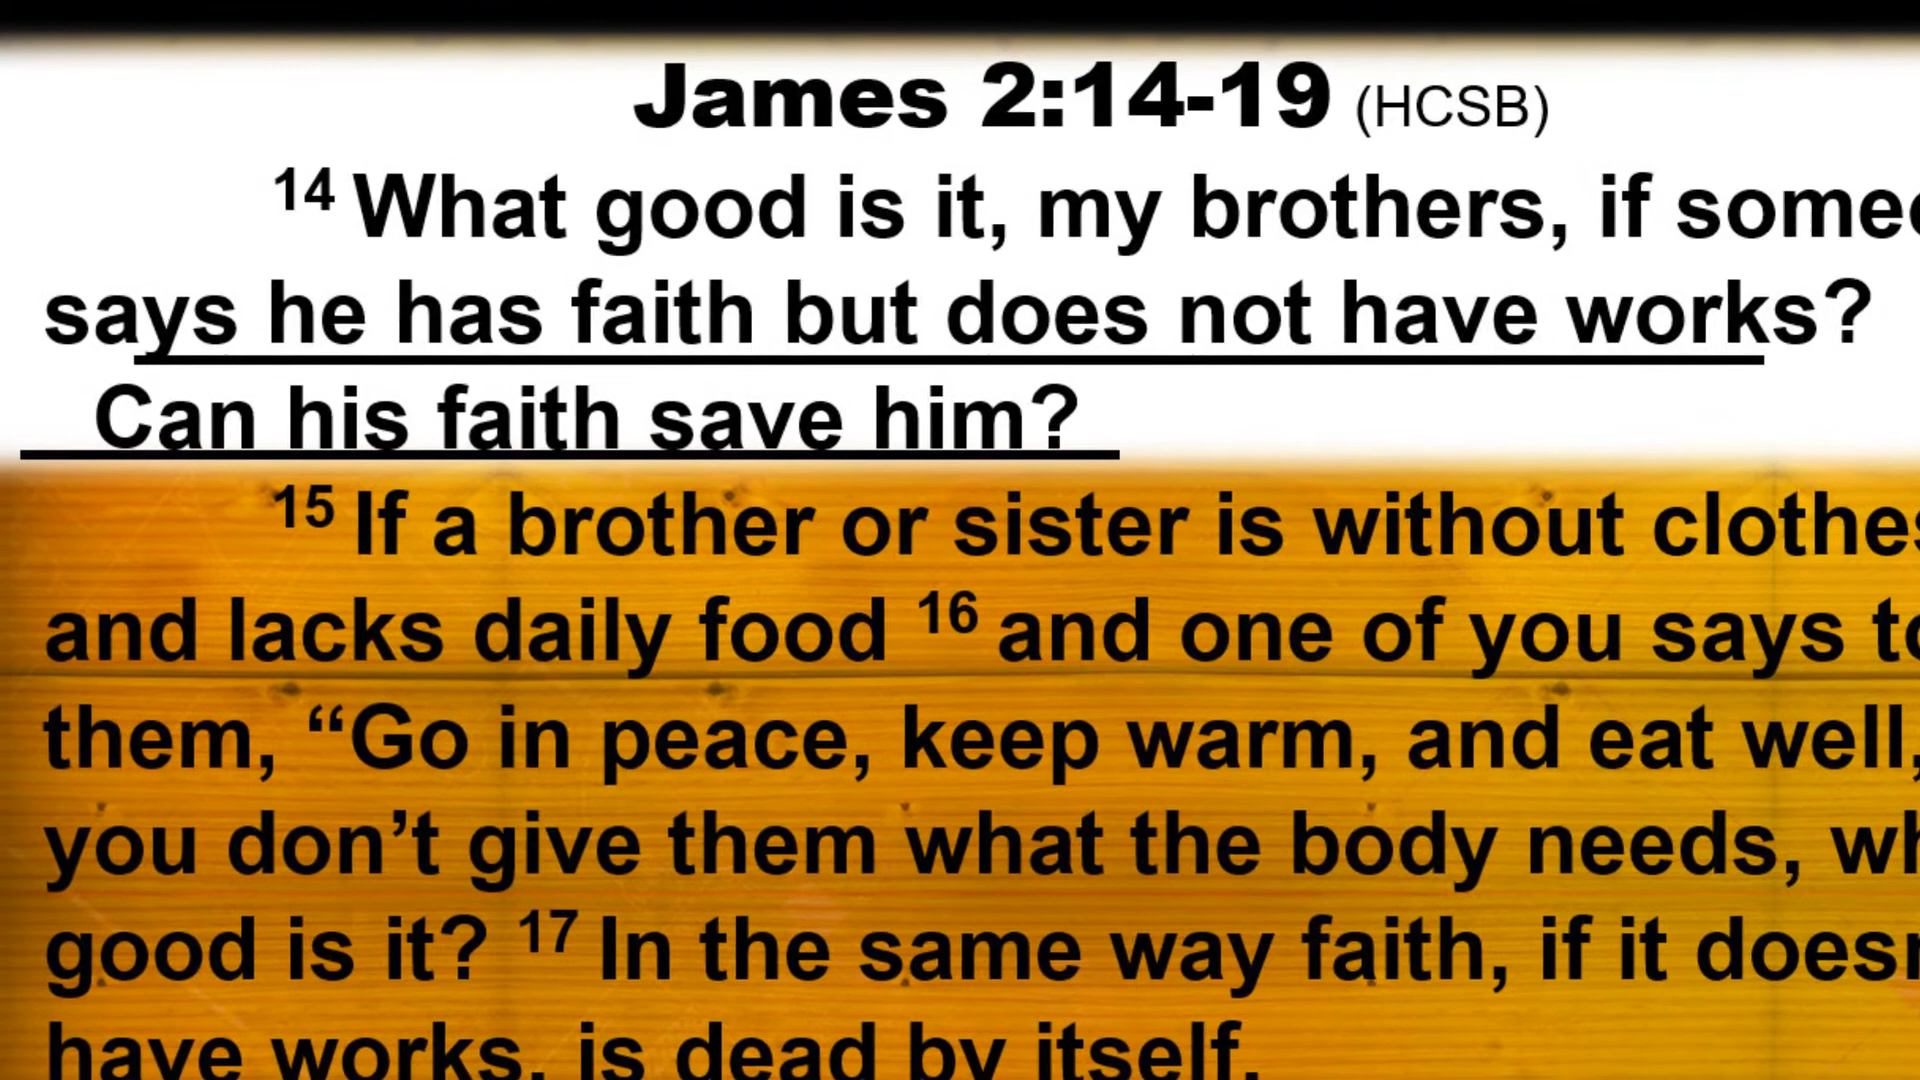 James 2:14-19 (HCSB)
14 What good is it, my brothers, if
says he has faith but does not have works?
Can his faith save him?
15 If a brother or sister is without
and lacks daily food 16 and one of you says
them, “Go in peace, keep warm, and eat well,
you don’t give them what the body needs,
good is it? 17 In the same way faith, if it
have works, is dead by itself.